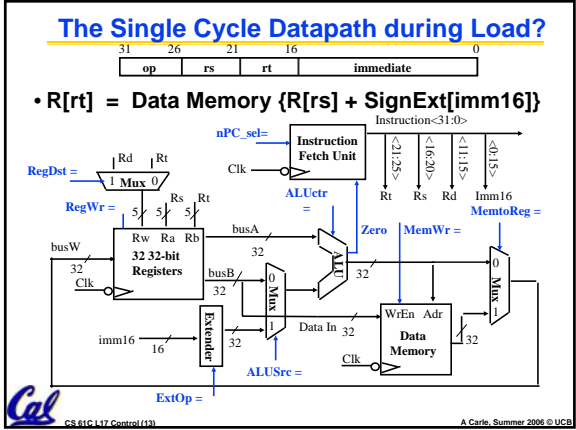 The Single Cycle Datapath during Load?
31 26 21 16 0
op rs rt immediate
• R[rt] = Data Memory {R[rs] + SignExt[imm16]}
Instruction<31:0>
nPC_sel=
Instruction
Fetch Unit
Clk
<21:25>
<16:20>
<11:15>
<0:15>
Rt Rs Rd Imm16
RegDst =
Rd Rt
1 Mux 0
RegWr =
5 5 5
Rs Rt
ALUctr
=
Zero
MemWr =
MemtoReg =
busW
32
Clk
Rw Ra Rb
32 32-bit
Registers
busA
32
busB
32
ALU
32
0
Mux
1
imm16
16
Extender
32
ExtOp =
0
Mux
1
ALUSrc =
Data In 32
WrEn Adr
Data
Memory
Clk
32
Cal
CS 61C L17 Control (13)
A Carle, Summer 2006 © UCB